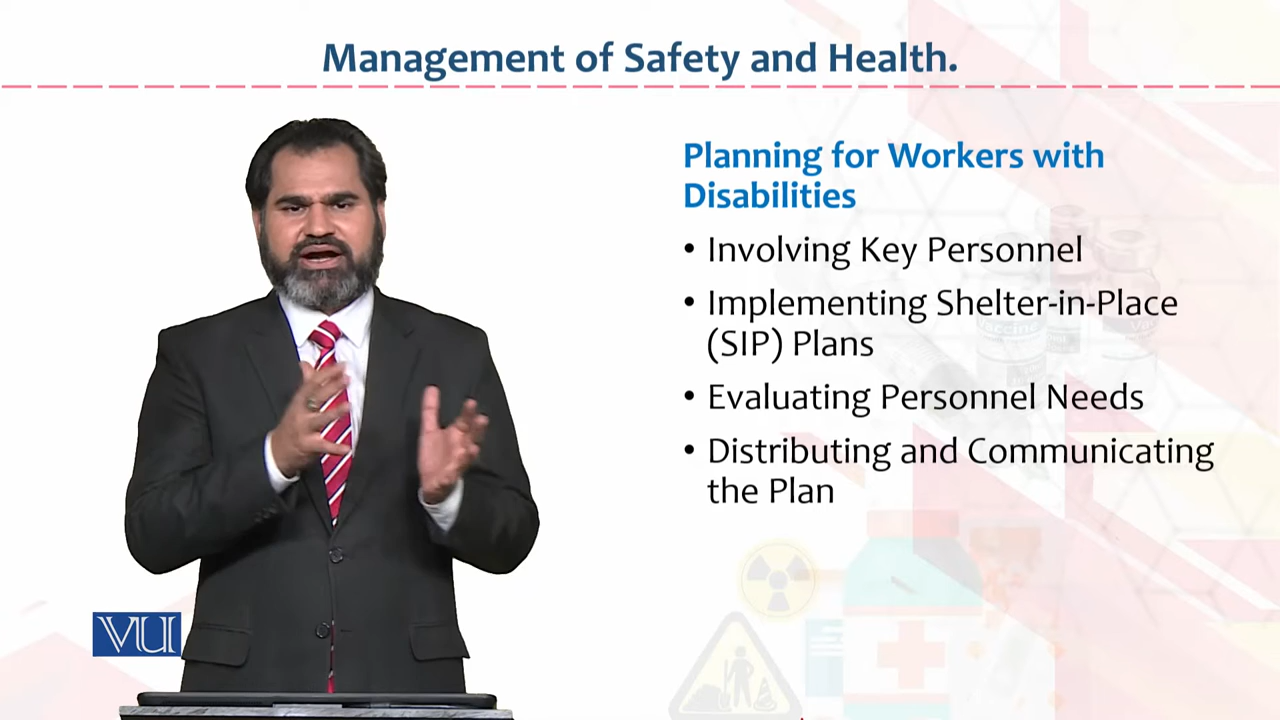 Management of Safety and Health.
Planning for Workers with
Disabilities
• Involving Key Personnel
• Implementing Shelter-in-Place
(SIP) Plans
• Evaluating Personnel Needs
• Distributing and Communicating
the Plan
Vaccine
VU